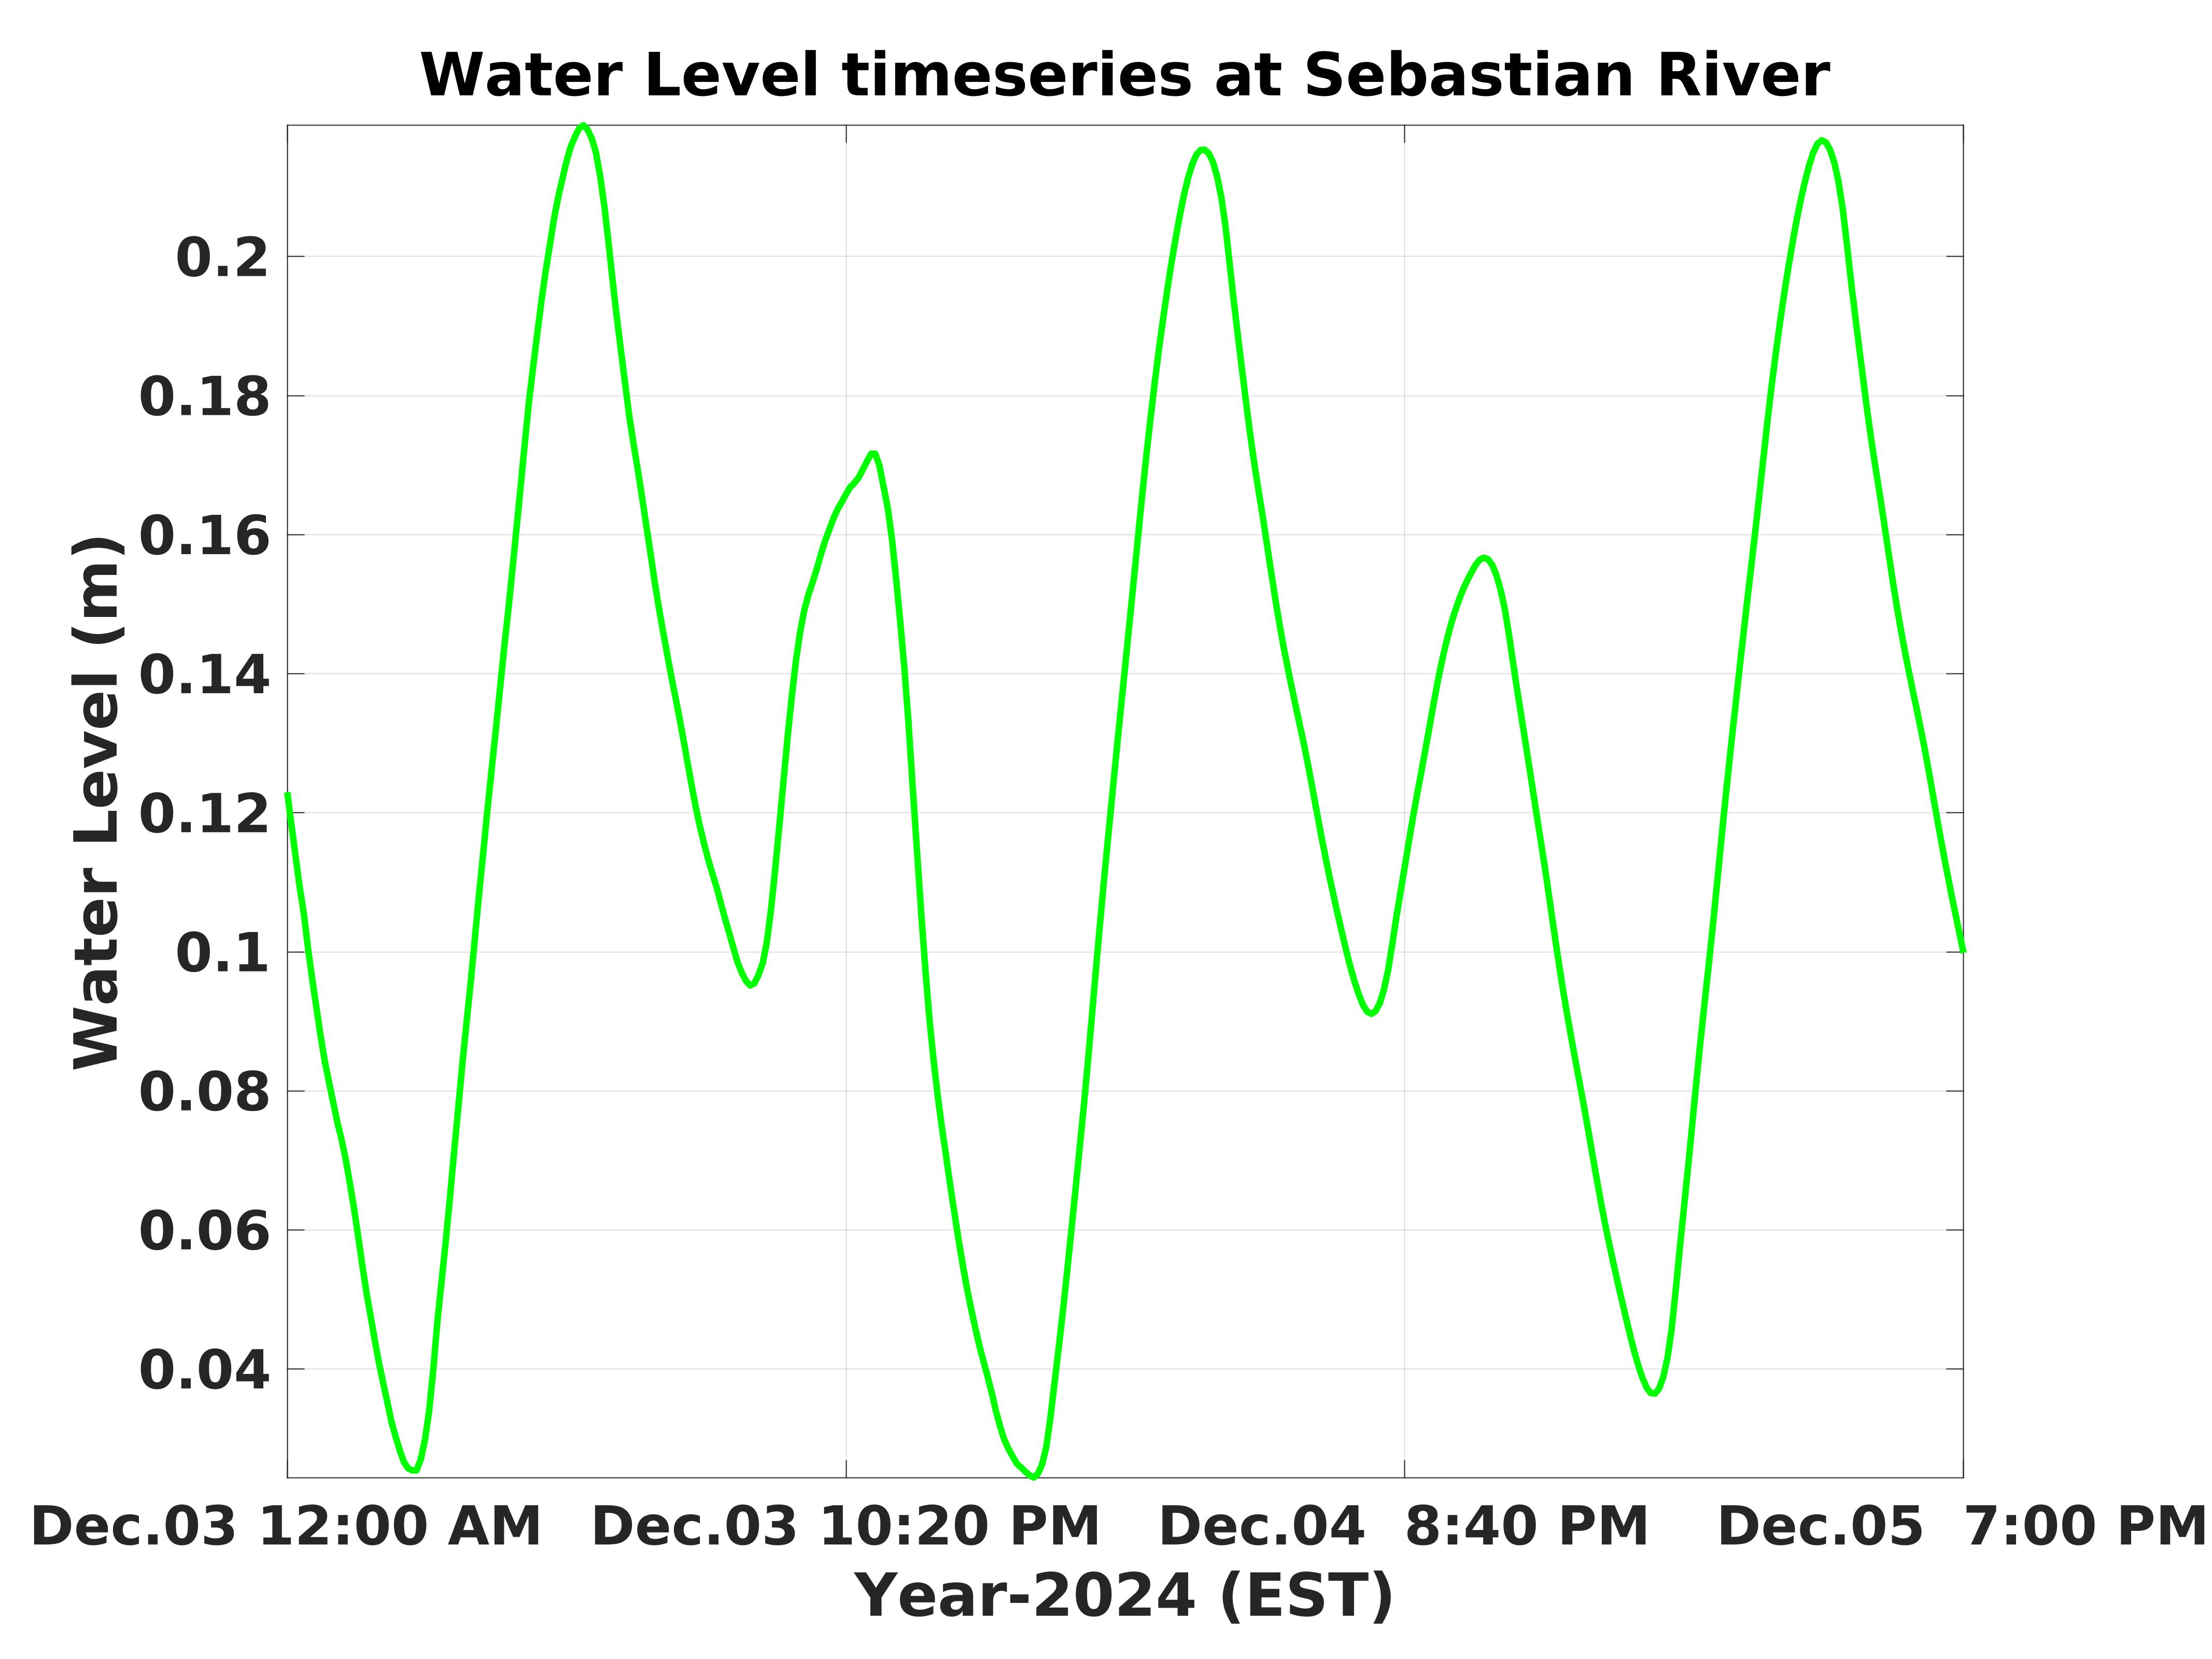 Water Level timeseries at Sebastian River
Water Level (m)
0.2
0.18
0.16
0.14
0.12
0.1
0.08
0.06
0.04
Dec.03 12:00 AM Dec.03 10:20 PM Dec.04 8:40 PM Dec.05 7:00 PM
Year-2024 (EST)